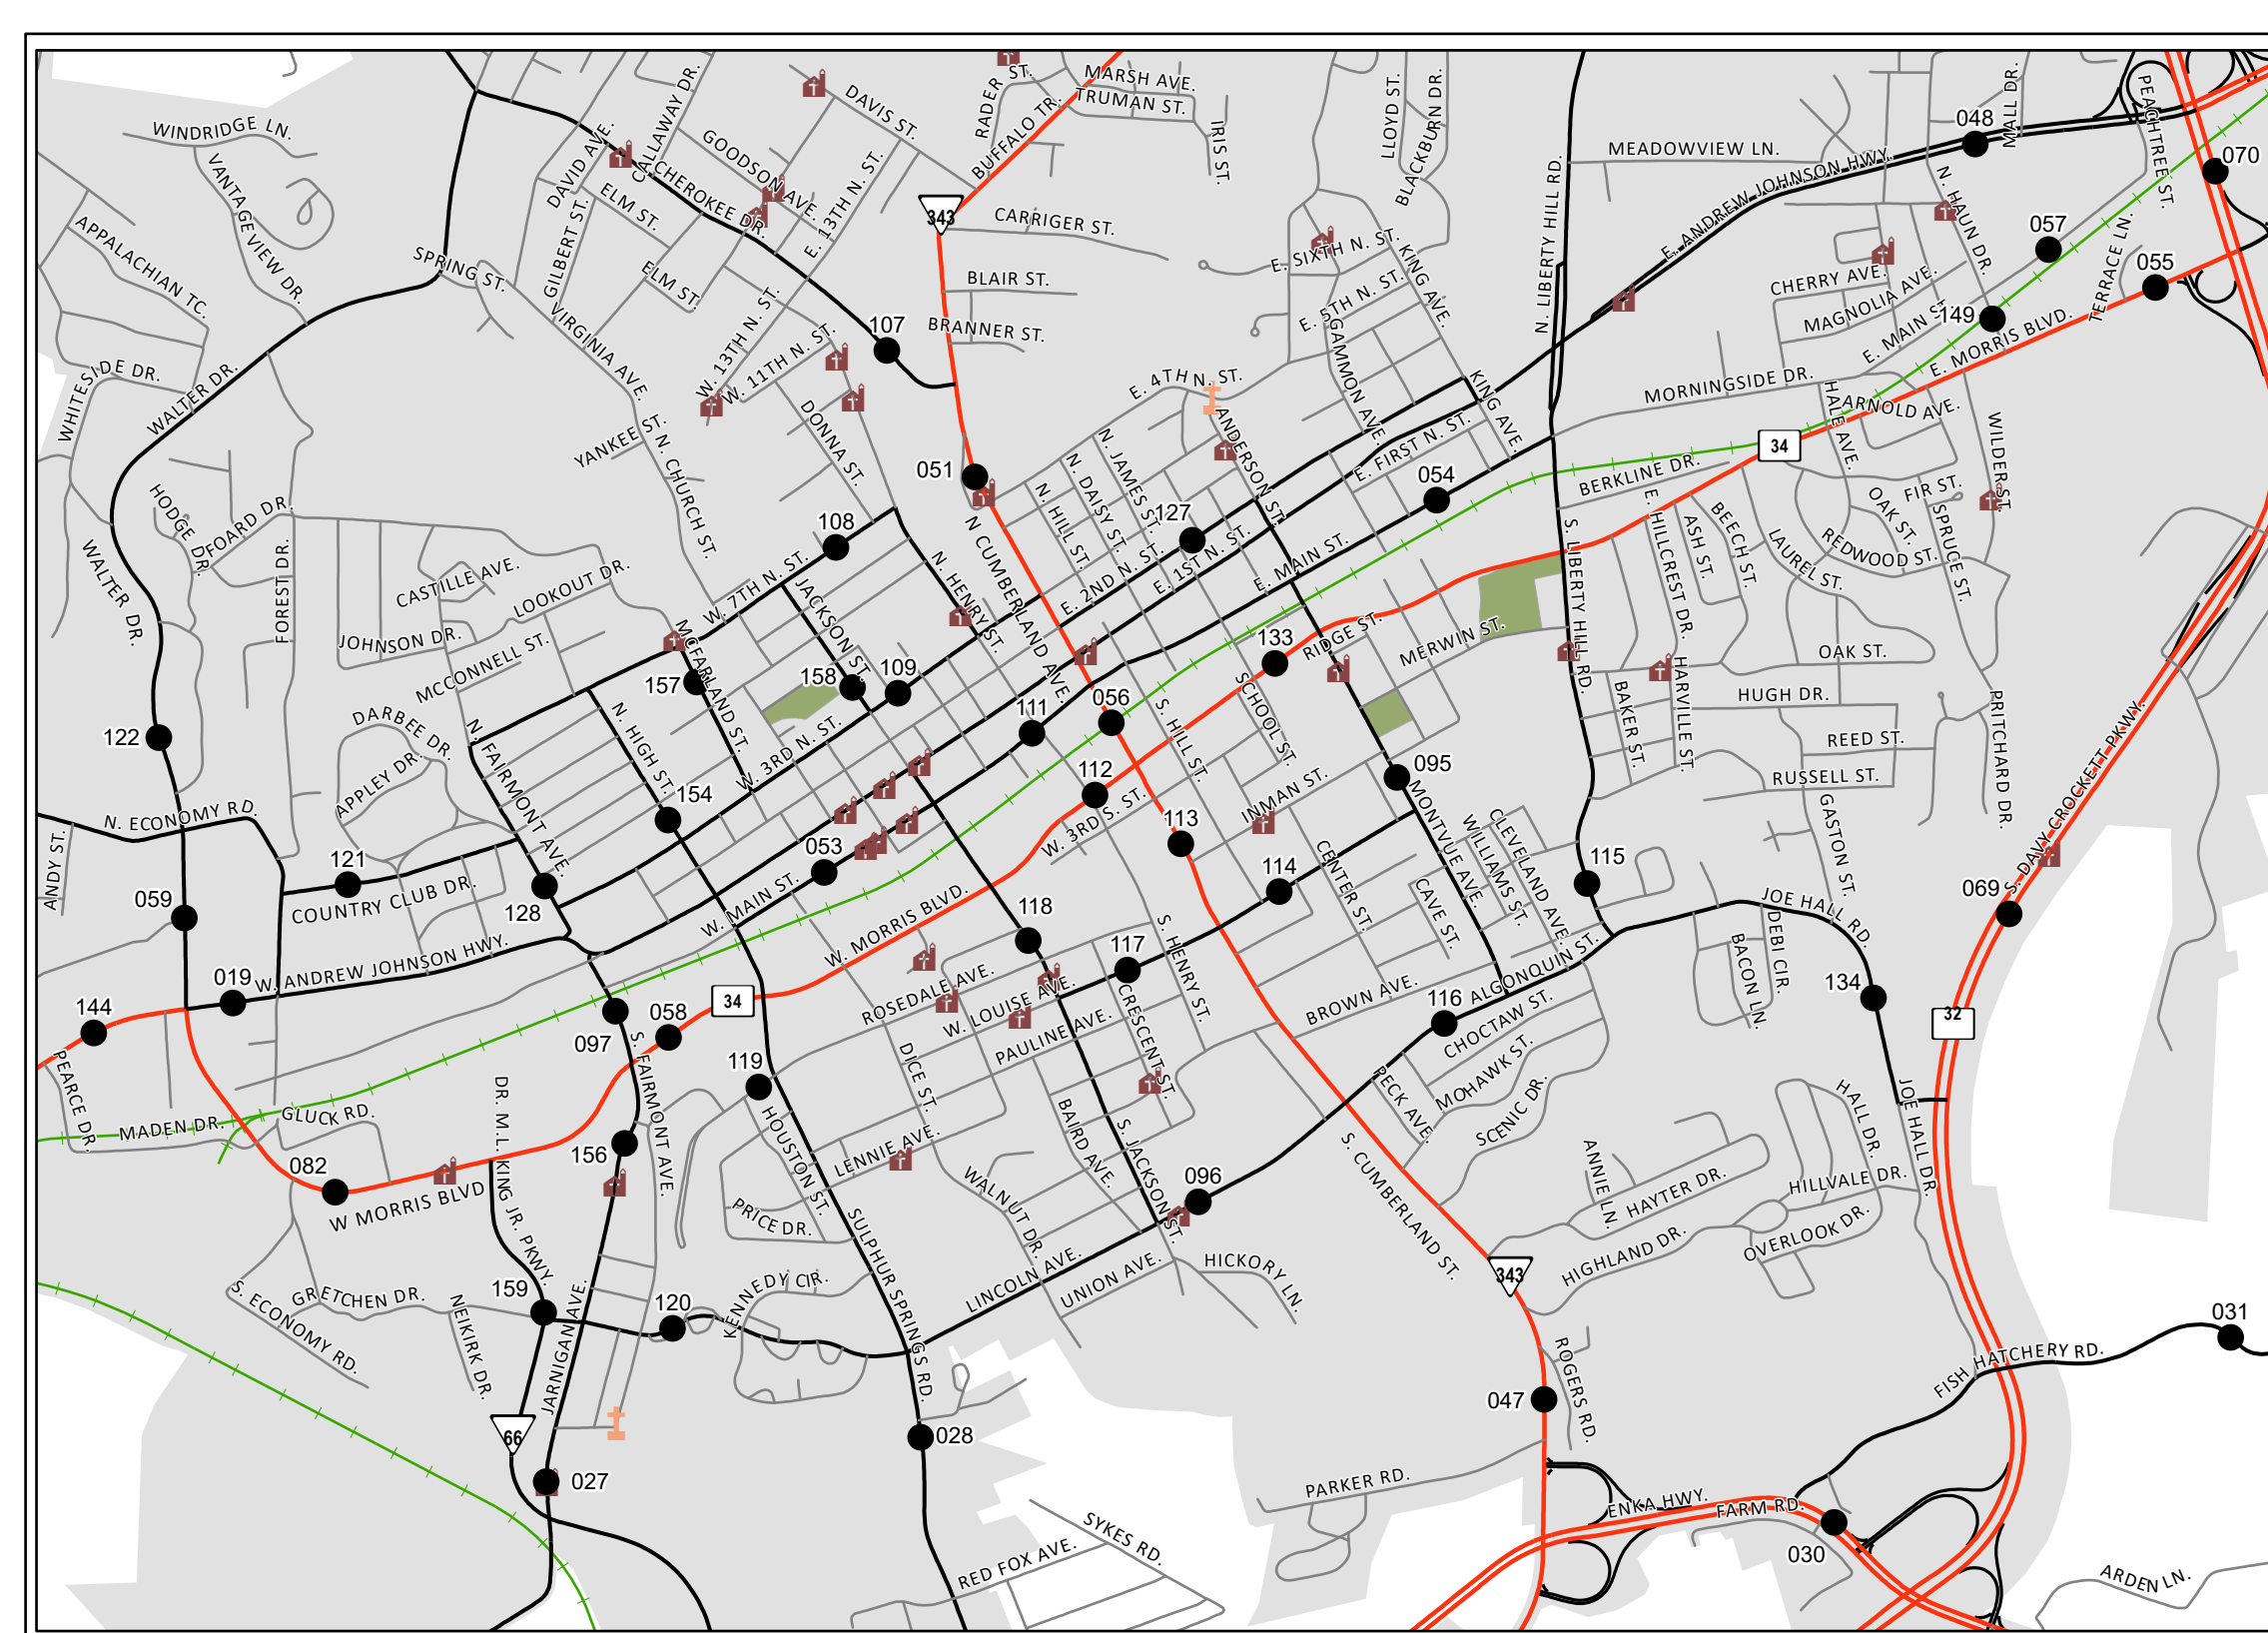 MARSH AVE.
TRUMAN ST.
RADER ST.
BUFFALO TR.
DAVIS ST.
CALLAWAY DR.
DAVID AVE.
GOODSON AVE.
CHEROKEE DR.
ELM ST.
ELM ST.
GILBERT ST.
E. 13TH N. ST.
IRIS ST.
LLOYD ST.
BLACKBURN DR.
MEADOWVIEW LN.
048
MALL DR.
PEACHTREE ST.
070
WINDRIDGE LN.
VANTAGEVIEW DR.
APPALACHIAN TC.
SPRING ST.
VIRGINIA AVE.
343
CARRIGER ST.
BLAIR ST.
BRANNER ST.
107
E. SIXTH N. ST.
E. 5TH N. ST.
KING AVE.
GAMMON AVE.
N. LIBERTY HILL RD.
E. ANDREW JOHNSON HWY.
N. HAUN DR.
057
055
CHERRY AVE.
MAGNOLIA AVE.
E. MAIN ST.
149
TERRACE LN.
E. MORRIS BLVD.
WHITESIDE DR.
WALTER DR.
W. 13TH N. ST.
W. 11TH N. ST.
DONNA ST.
YANKEE ST.
N. CHURCH ST.
E. 4TH N. ST.
ANDERSON ST.
KING AVE.
E. FIRST N. ST.
MORNINGSIDE DR.
HALE AVE.
ARNOLD AVE.
WILDER ST.
34
051
054
BERKLINE DR.
N. JAMES ST.
N. DAISY ST.
N. HILL ST.
127
E. 2ND N. ST.
E. 1ST N. ST.
E. MAIN ST.
HODGE DR.
FOARD DR.
WALTER DR.
FOREST DR.
CASTILLE AVE.
LOOKOUT DR.
JOHNSON DR.
MCCONNELL ST.
108
W. 7TH N. ST.
JACKSON ST.
N. HENRY ST.
N CUMBERLAND AVE.
S. LIBERTY HILL RD.
E. HILLCREST DR.
ASH ST.
BEECH ST.
LAUREL ST.
OAK ST.
FIR ST.
REDWOOD ST.
SPRUCE ST.
OAK ST.
HUGH DR.
REED ST.
RUSSELL ST.
PRITCHARD DR.
HARVILLE ST.
BAKER ST.
GASTON ST.
MCFARLAND ST.
157
158
109
111
056
133
RIDGE ST.
MERWIN ST.
SCHOOL ST.
S. HILL ST.
122
DARBEE DR.
APPLEY DR.
N. FAIRMONT AVE.
N. HIGH ST.
W. 3RD N. ST.
154
112
W. 3RD S. ST.
113
INMAN ST.
095
MONTVUE AVE.
WILLIAMS ST.
CLEVELAND AVE.
N. ECONOMY RD.
ANDY ST.
121
COUNTRY CLUB DR.
128
059
053
W. MAIN ST.
W. MORRIS BLVD.
118
114
CENTER ST.
CAVE ST.
115
JOE HALL RD.
DEBI CIR.
BACON LN.
134
069
S. DAVY CROCKETT PKWY.
32
019
W. ANDREW JOHNSON HWY.
144
PEARCE DR.
34
097
058
S. FAIRMONT AVE.
119
HOUSTON ST.
ROSEDALE AVE.
W. LOUISE AVE.
PAULINE AVE.
117
S. HENRY ST.
CRESCENT ST.
DICE ST.
BROWN AVE.
116
ALGONQUIN ST.
CHOCTAW ST.
MOHAWK ST.
PECK AVE.
SCENIC DR.
JOE HALL DR.
HALL DR.
HILLVALE DR.
OVERLOOK DR.
ANNIE LN.
HAYTER DR.
HIGHLAND DR.
MADEN DR.
GLUCK RD.
082
W MORRIS BLVD
DR. M.L. KING JR. PKWY.
156
LENNIE AVE.
BAIRD AVE.
S. JACKSON ST.
096
S. CUMBERLAND ST.
PRICE DR.
WALNUT DR.
SULPHUR SPRINGS RD.
LINCOLN AVE.
UNION AVE.
HICKORY LN.
343
S. ECONOMY RD.
GRETCHEN DR.
NEIKIRK DR.
159
JARNIGAN AVE.
120
KENNEDY CIR.
66
027
028
ROGERS RD.
047
PARKER RD.
ENKA HWY.
FARM RD.
030
FISH HATCHERY RD.
031
ARDEN LN.
SYKES RD.
RED FOX AVE.